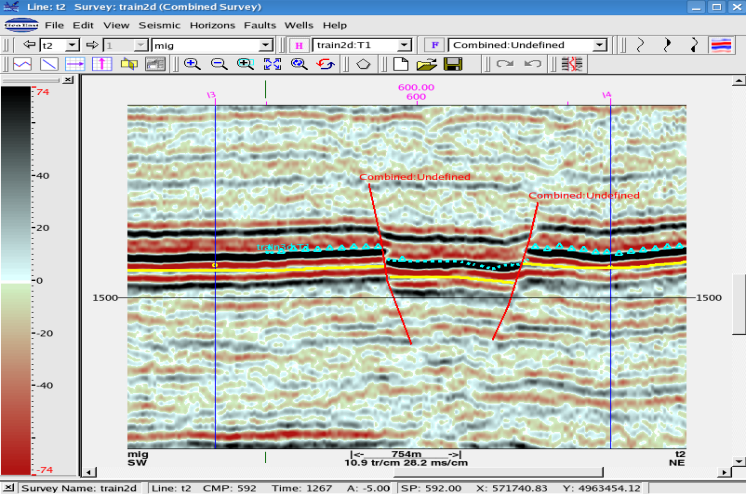 Line: t2 Survey: train2d (Combined Survey)
File Edit View Seismic Horizons Faults Wells Help
t2 1 mig H train2d:T1 F Combined:Undefined
600.00
t3 600 t4
74
Combined:Undefined
40
Combined:Undefined
20
0
1500 1500
-20
-40
-74
mig |<- 754m ->| t2
SW 10.9 tr/cm 28.2 ms/cm NE
Survey Name: train2d Line: t2 CMP: 592 Time: 1267 A: -5.00 SP: 592.00 X: 571740.83 Y: 4963454.12